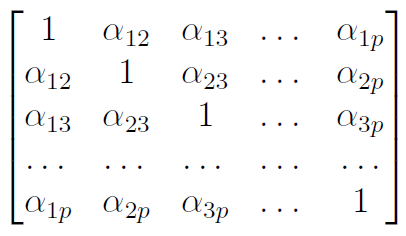 1 α₁₂ α₁₃ … α₁ₚ
α₁₂ 1 α₂₃ … α₂ₚ
α₁₃ α₂₃ 1 … α₃ₚ
… … … … …
α₁ₚ α₂ₚ α₃ₚ … 1